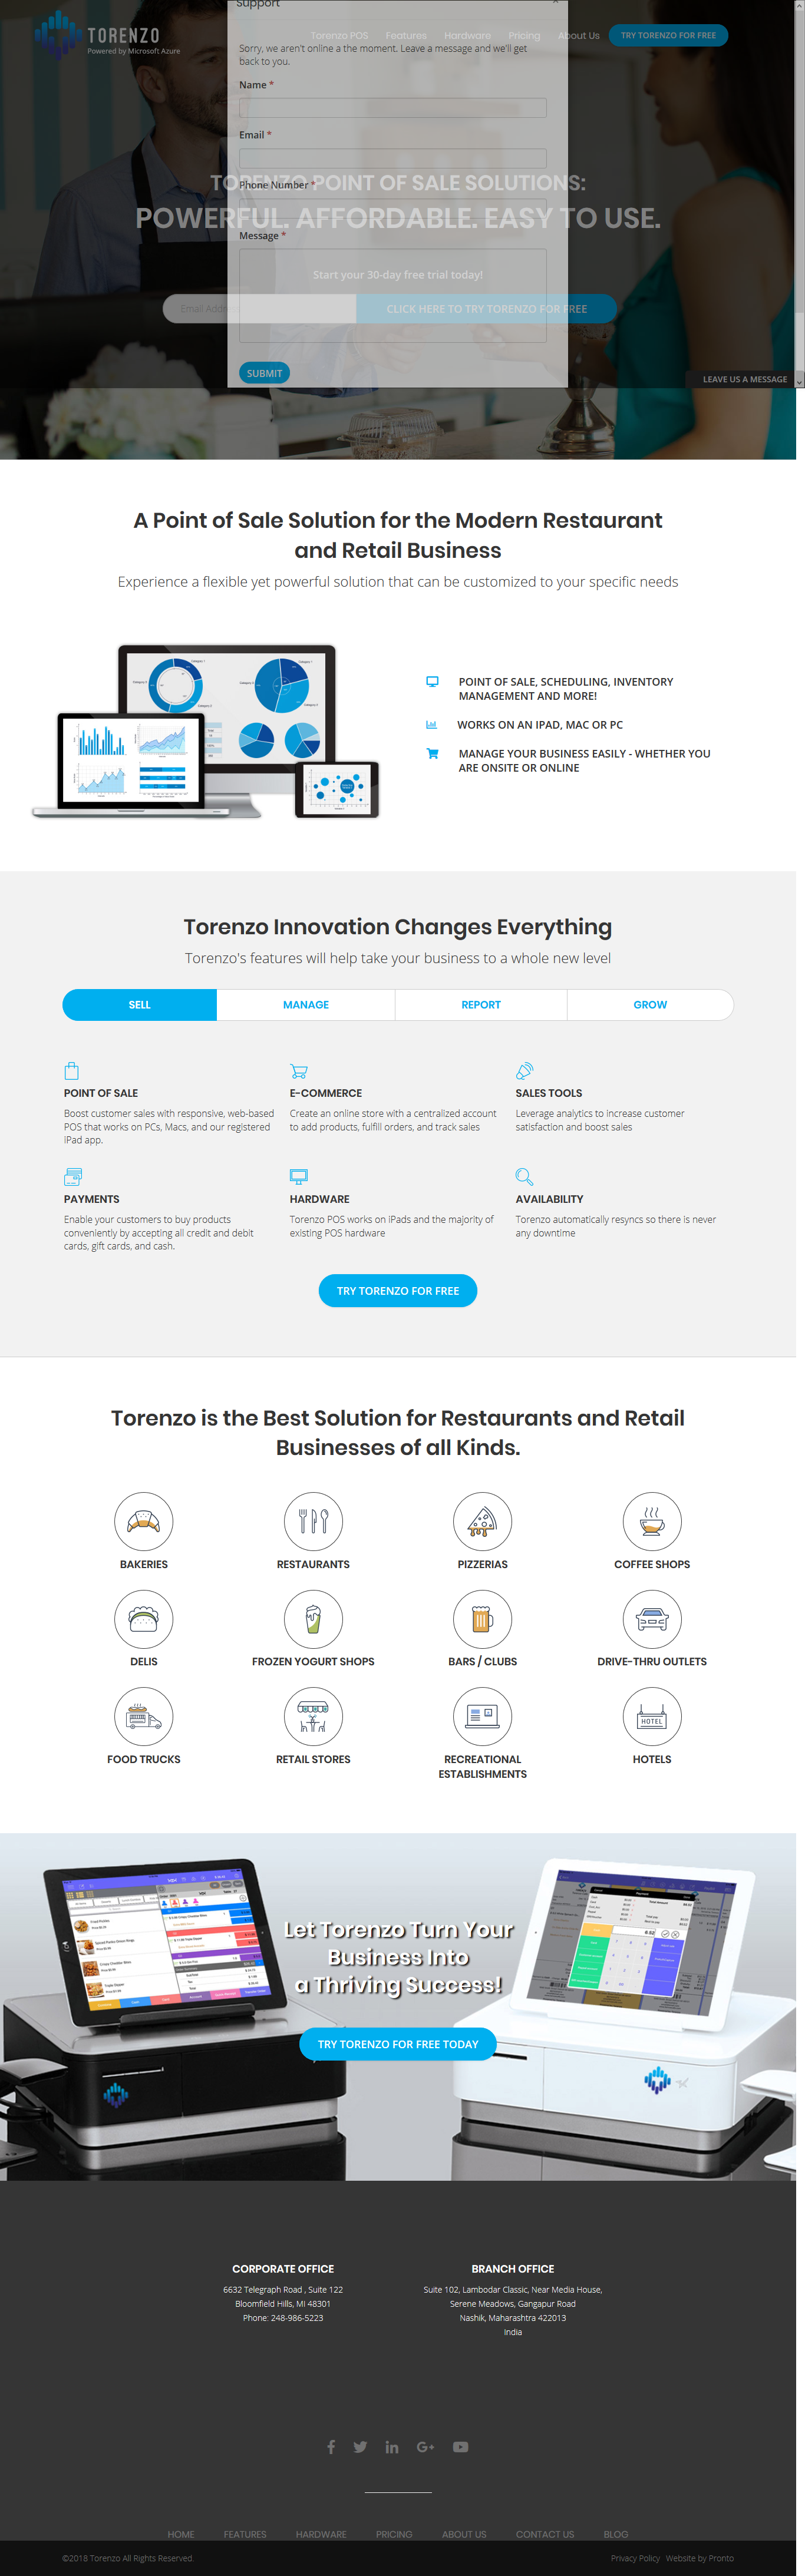 Support
TORENZO
Powered by Microsoft Azure
Torenzo POS Features Hardware Pricing About Us TRY TORENZO FOR FREE
Sorry, we aren't online a the moment. Leave a message and we'll get
back to you.
Name *
Email *
Phone Number *
TORENZO POINT OF SALE SOLUTIONS:
POWERFUL. AFFORDABLE. EASY TO USE.
Message *
Start your 30-day free trial today!
Email
CLICK HERE TO TRY TORENZO FOR FREE
SUBMIT
LEAVE US A MESSAGE
A Point of Sale Solution for the Modern Restaurant
and Retail Business
Experience a flexible yet powerful solution that can be customized to your specific needs
POINT OF SALE, SCHEDULING, INVENTORY
MANAGEMENT AND MORE!
WORKS ON AN IPAD, MAC OR PC
MANAGE YOUR BUSINESS EASILY - WHETHER YOU
ARE ONSITE OR ONLINE
Torenzo Innovation Changes Everything
Torenzo's features will help take your business to a whole new level
SELL MANAGE REPORT GROW
POINT OF SALE
Boost customer sales with responsive, web-based
POS that works on PCs, Macs, and our registered
iPad app.
E-COMMERCE
Create an online store with a centralized account
to add products, fulfill orders, and track sales
SALES TOOLS
Leverage analytics to increase customer
satisfaction and boost sales
PAYMENTS
Enable your customers to buy products
conveniently by accepting all credit and debit
cards, gift cards, and cash.
HARDWARE
Torenzo POS works on iPads and the majority of
existing POS hardware
AVAILABILITY
Torenzo automatically resyncs so there is never
any downtime
TRY TORENZO FOR FREE
Torenzo is the Best Solution for Restaurants and Retail
Businesses of all Kinds.
BAKERIES
RESTAURANTS
PIZZERIAS
COFFEE SHOPS
DELIS
FROZEN YOGURT SHOPS
BARS / CLUBS
DRIVE-THRU OUTLETS
HOTEL
FOOD TRUCKS
RETAIL STORES
RECREATIONAL
ESTABLISHMENTS
HOTELS
Let Torenzo Turn Your
Business Into
a Thriving Success!
TRY TORENZO FOR FREE TODAY
CORPORATE OFFICE
6632 Telegraph Road , Suite 122
Bloomfield Hills, MI 48301
Phone: 248-986-5223
BRANCH OFFICE
Suite 102, Lambodar Classic, Near Media House,
Serene Meadows, Gangapur Road
Nashik, Maharashtra 422013
India
HOME FEATURES HARDWARE PRICING ABOUT US CONTACT US BLOG
©2018 Torenzo All Rights Reserved.
Privacy Policy Website by Pronto